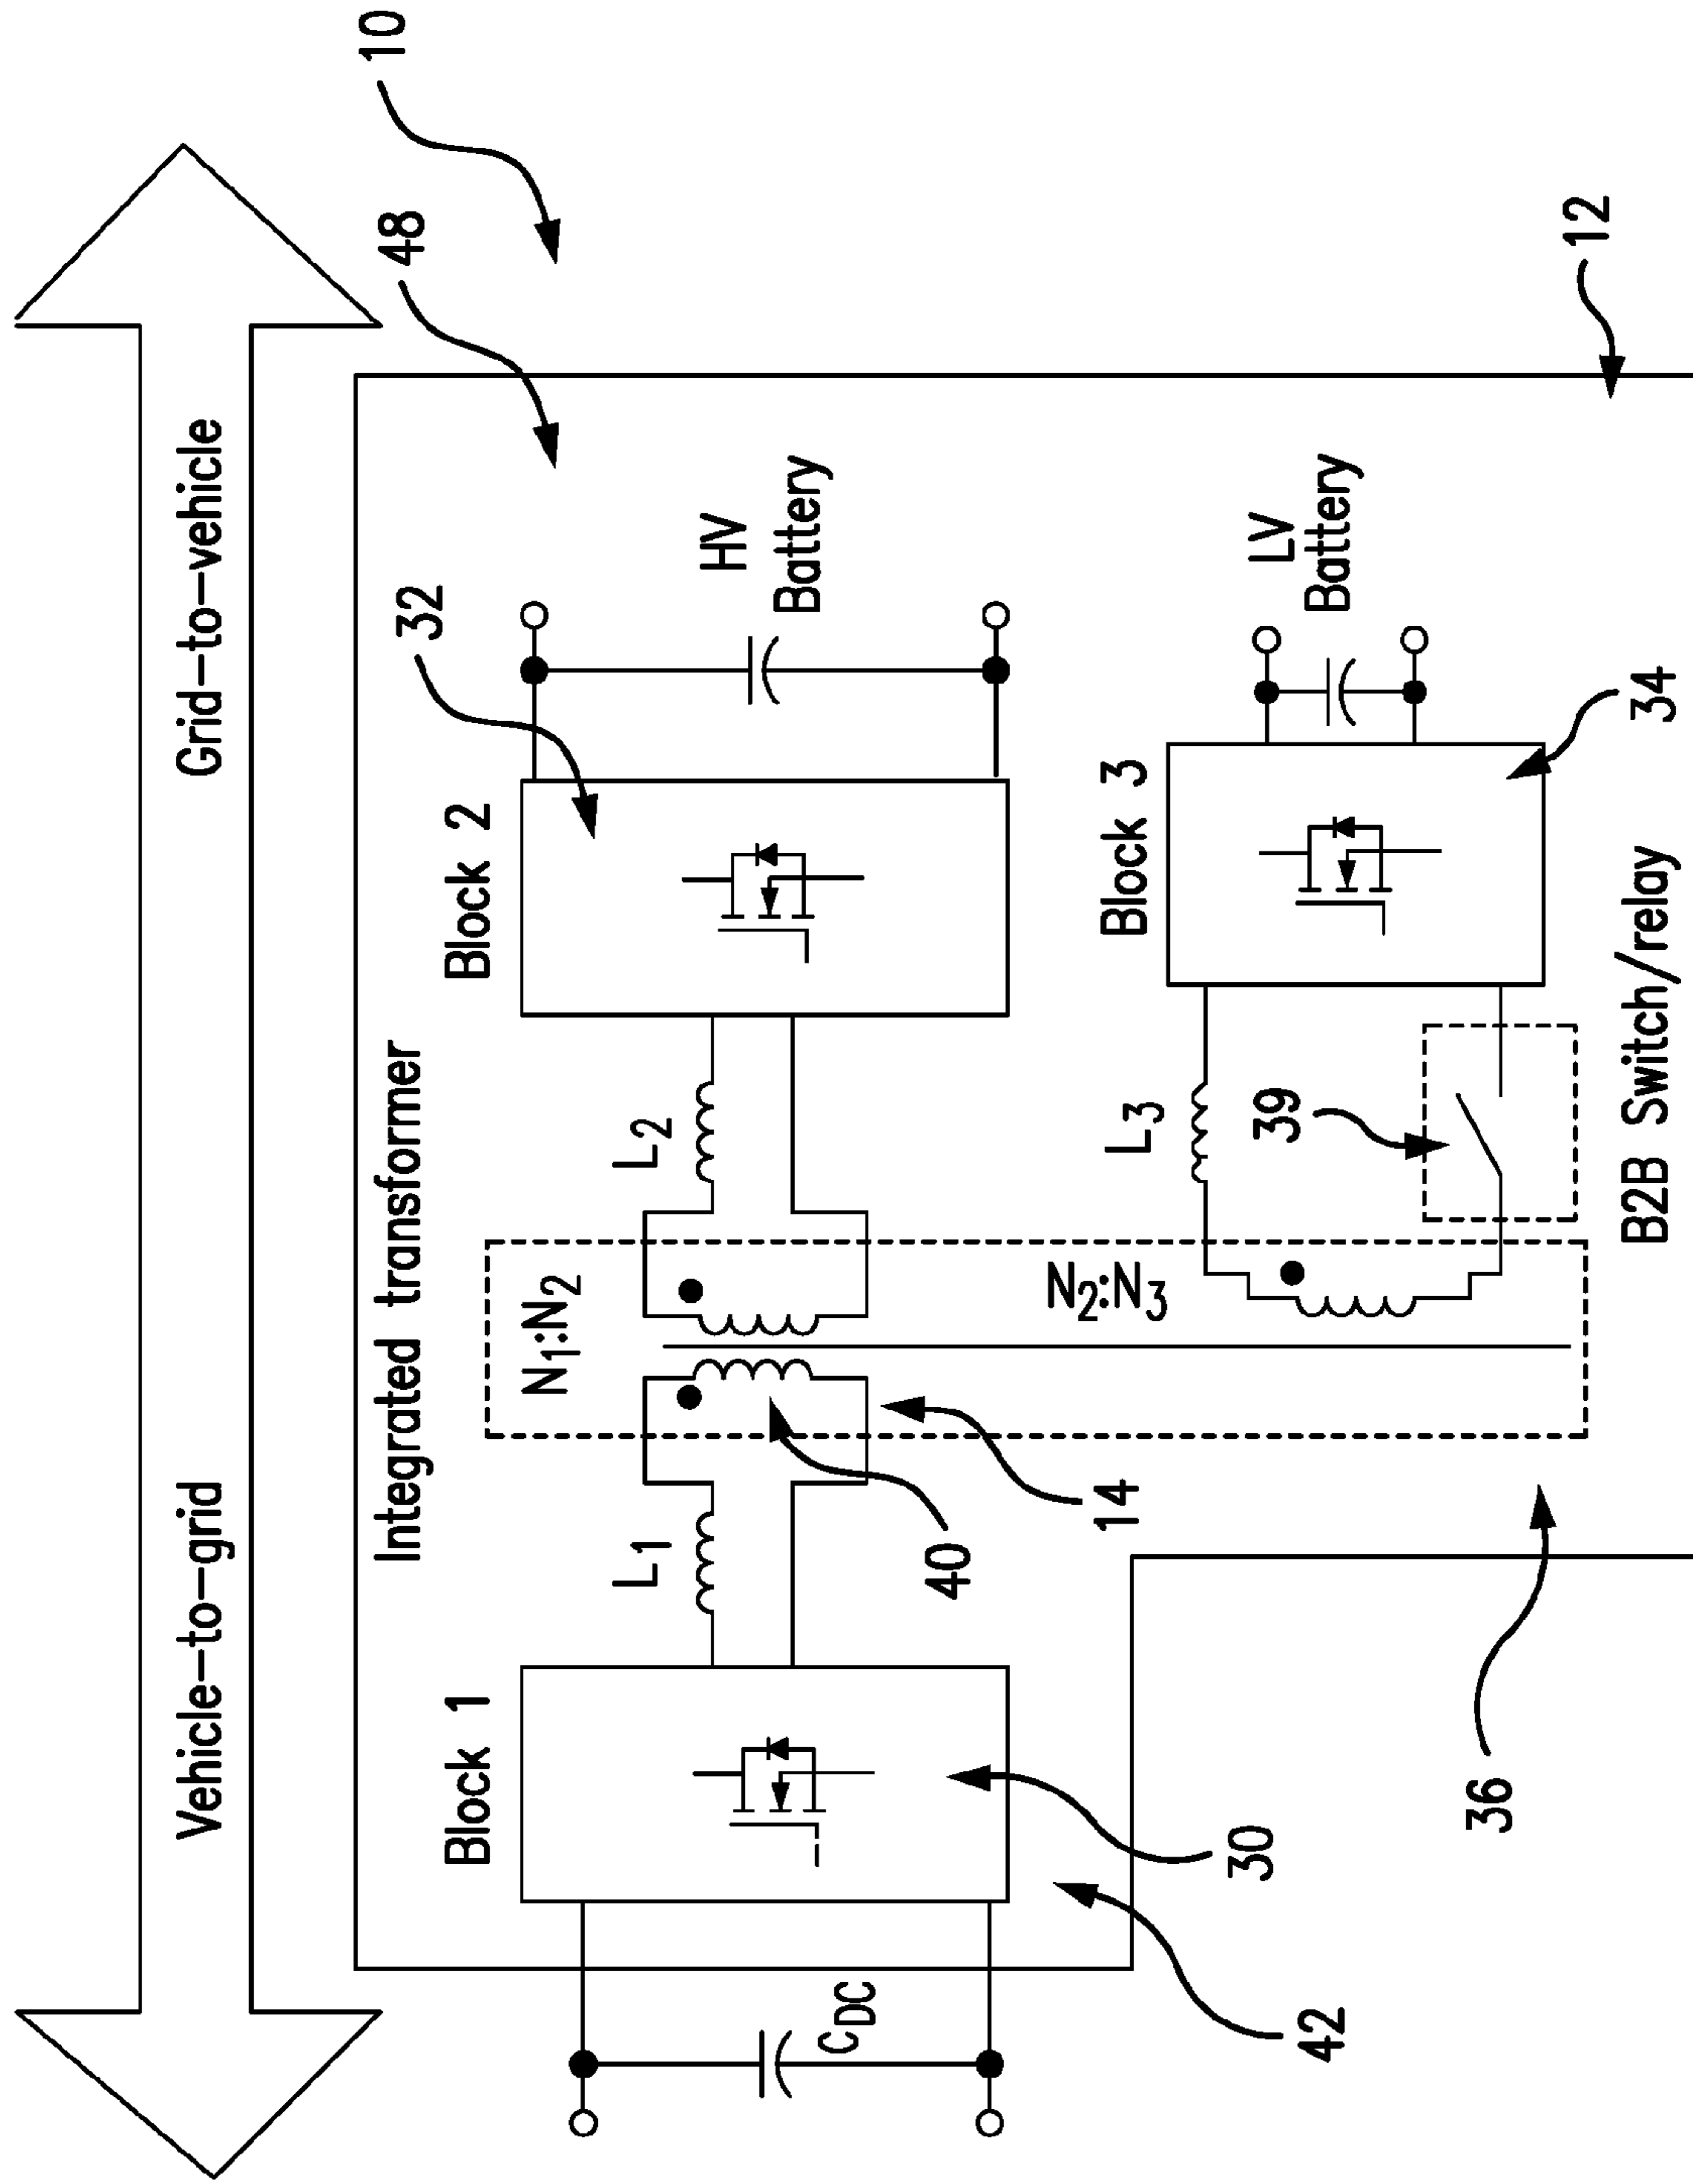 Vehicle-to-grid
Grid-to-vehicle
10
48
Integrated transformer
Block 1
Block 2
32
L1
L2
N1:N2
HV
Battery
CDC
40
14
N2:N3
L3
Block 3
30
42
39
LV
Battery
36
B2B Switch/relay
34
12